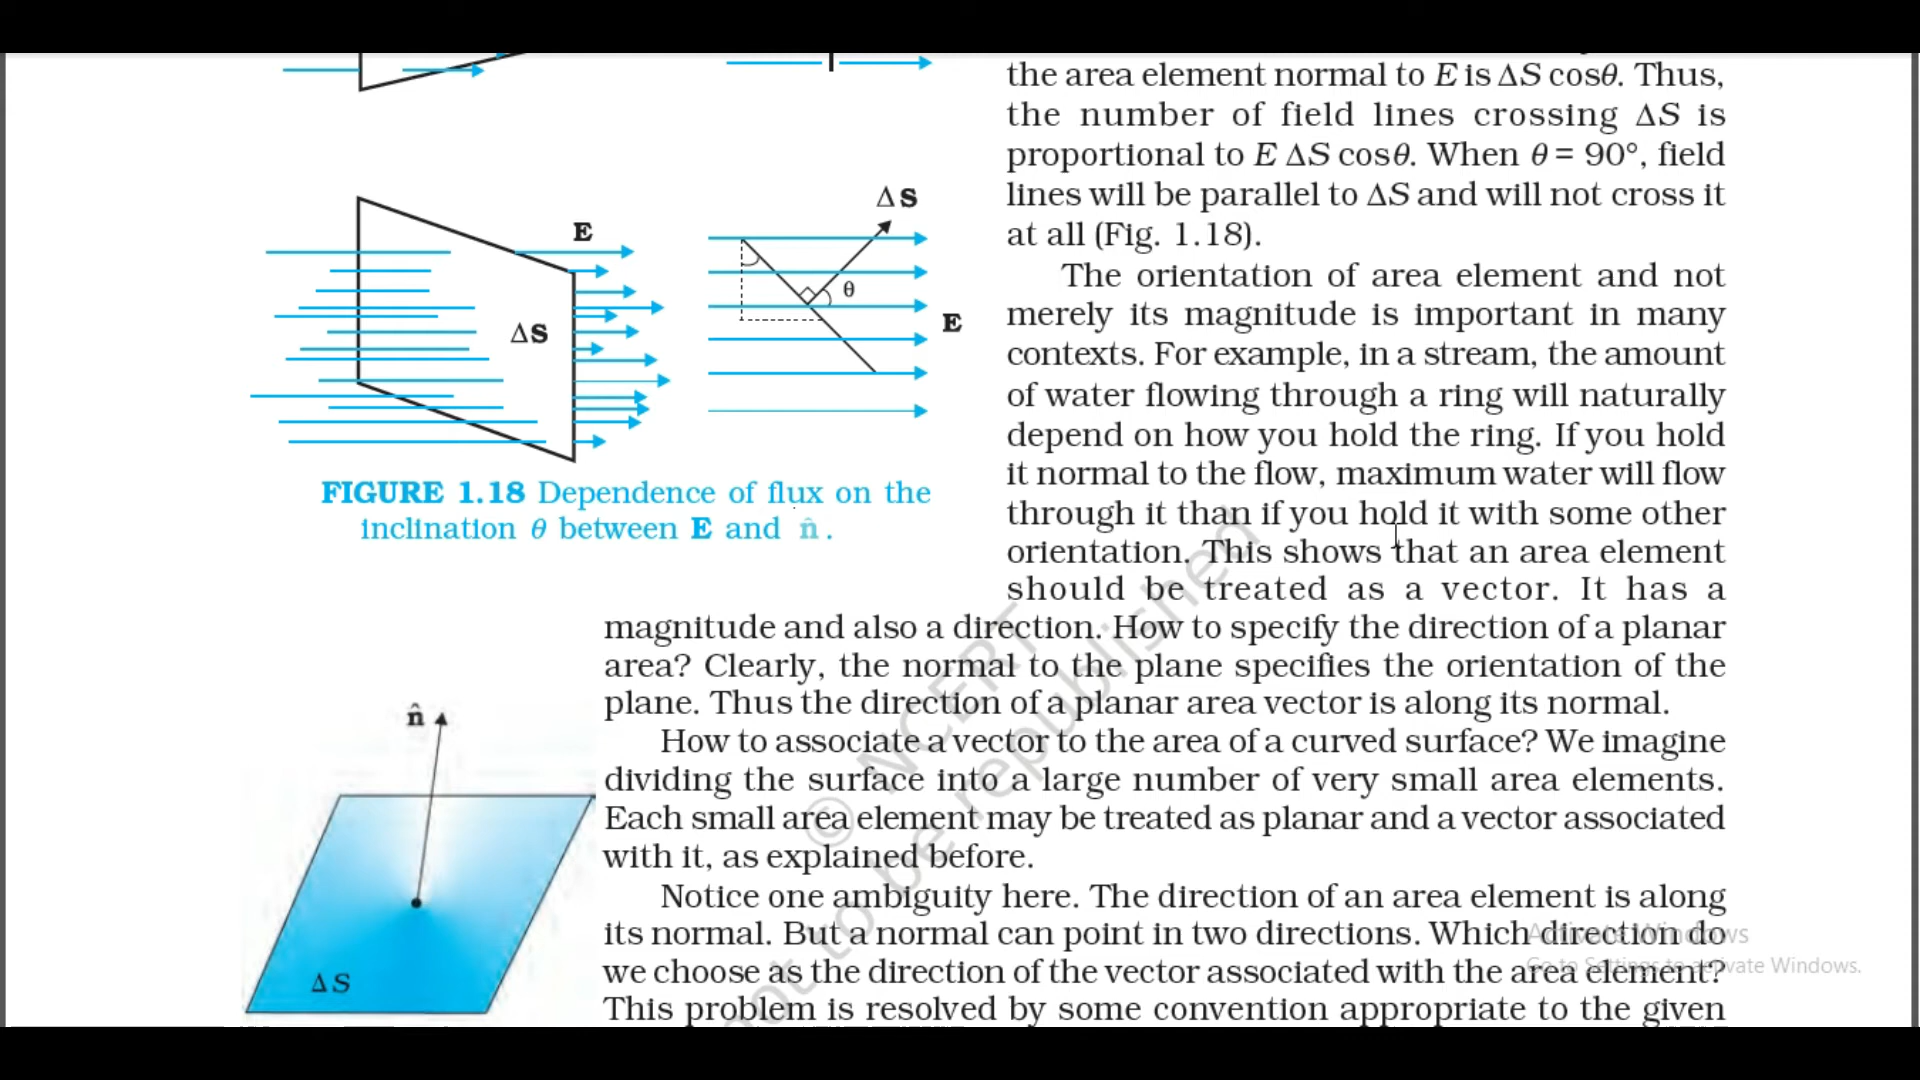 the area element normal to E is ΔS cosθ. Thus,
the number of field lines crossing ΔS is
proportional to E ΔS cosθ. When θ = 90°, field
lines will be parallel to ΔS and will not cross it
at all (Fig. 1.18).
ΔS
E
θ
ΔS
E
FIGURE 1.18 Dependence of flux on the
inclination θ between E and n̂ .
The orientation of area element and not
merely its magnitude is important in many
contexts. For example, in a stream, the amount
of water flowing through a ring will naturally
depend on how you hold the ring. If you hold
it normal to the flow, maximum water will flow
through it than if you hold it with some other
orientation. This shows that an area element
should be treated as a vector. It has a
magnitude and also a direction. How to specify the direction of a planar
area? Clearly, the normal to the plane specifies the orientation of the
plane. Thus the direction of a planar area vector is along its normal.
How to associate a vector to the area of a curved surface? We imagine
dividing the surface into a large number of very small area elements.
Each small area element may be treated as planar and a vector associated
with it, as explained before.
Notice one ambiguity here. The direction of an area element is along
its normal. But a normal can point in two directions. Which direction do
we choose as the direction of the vector associated with the area element?
This problem is resolved by some convention appropriate to the given
n̂
ΔS
© NCERT
not to be republished
Activate Windows
Go to Settings to activate Windows.